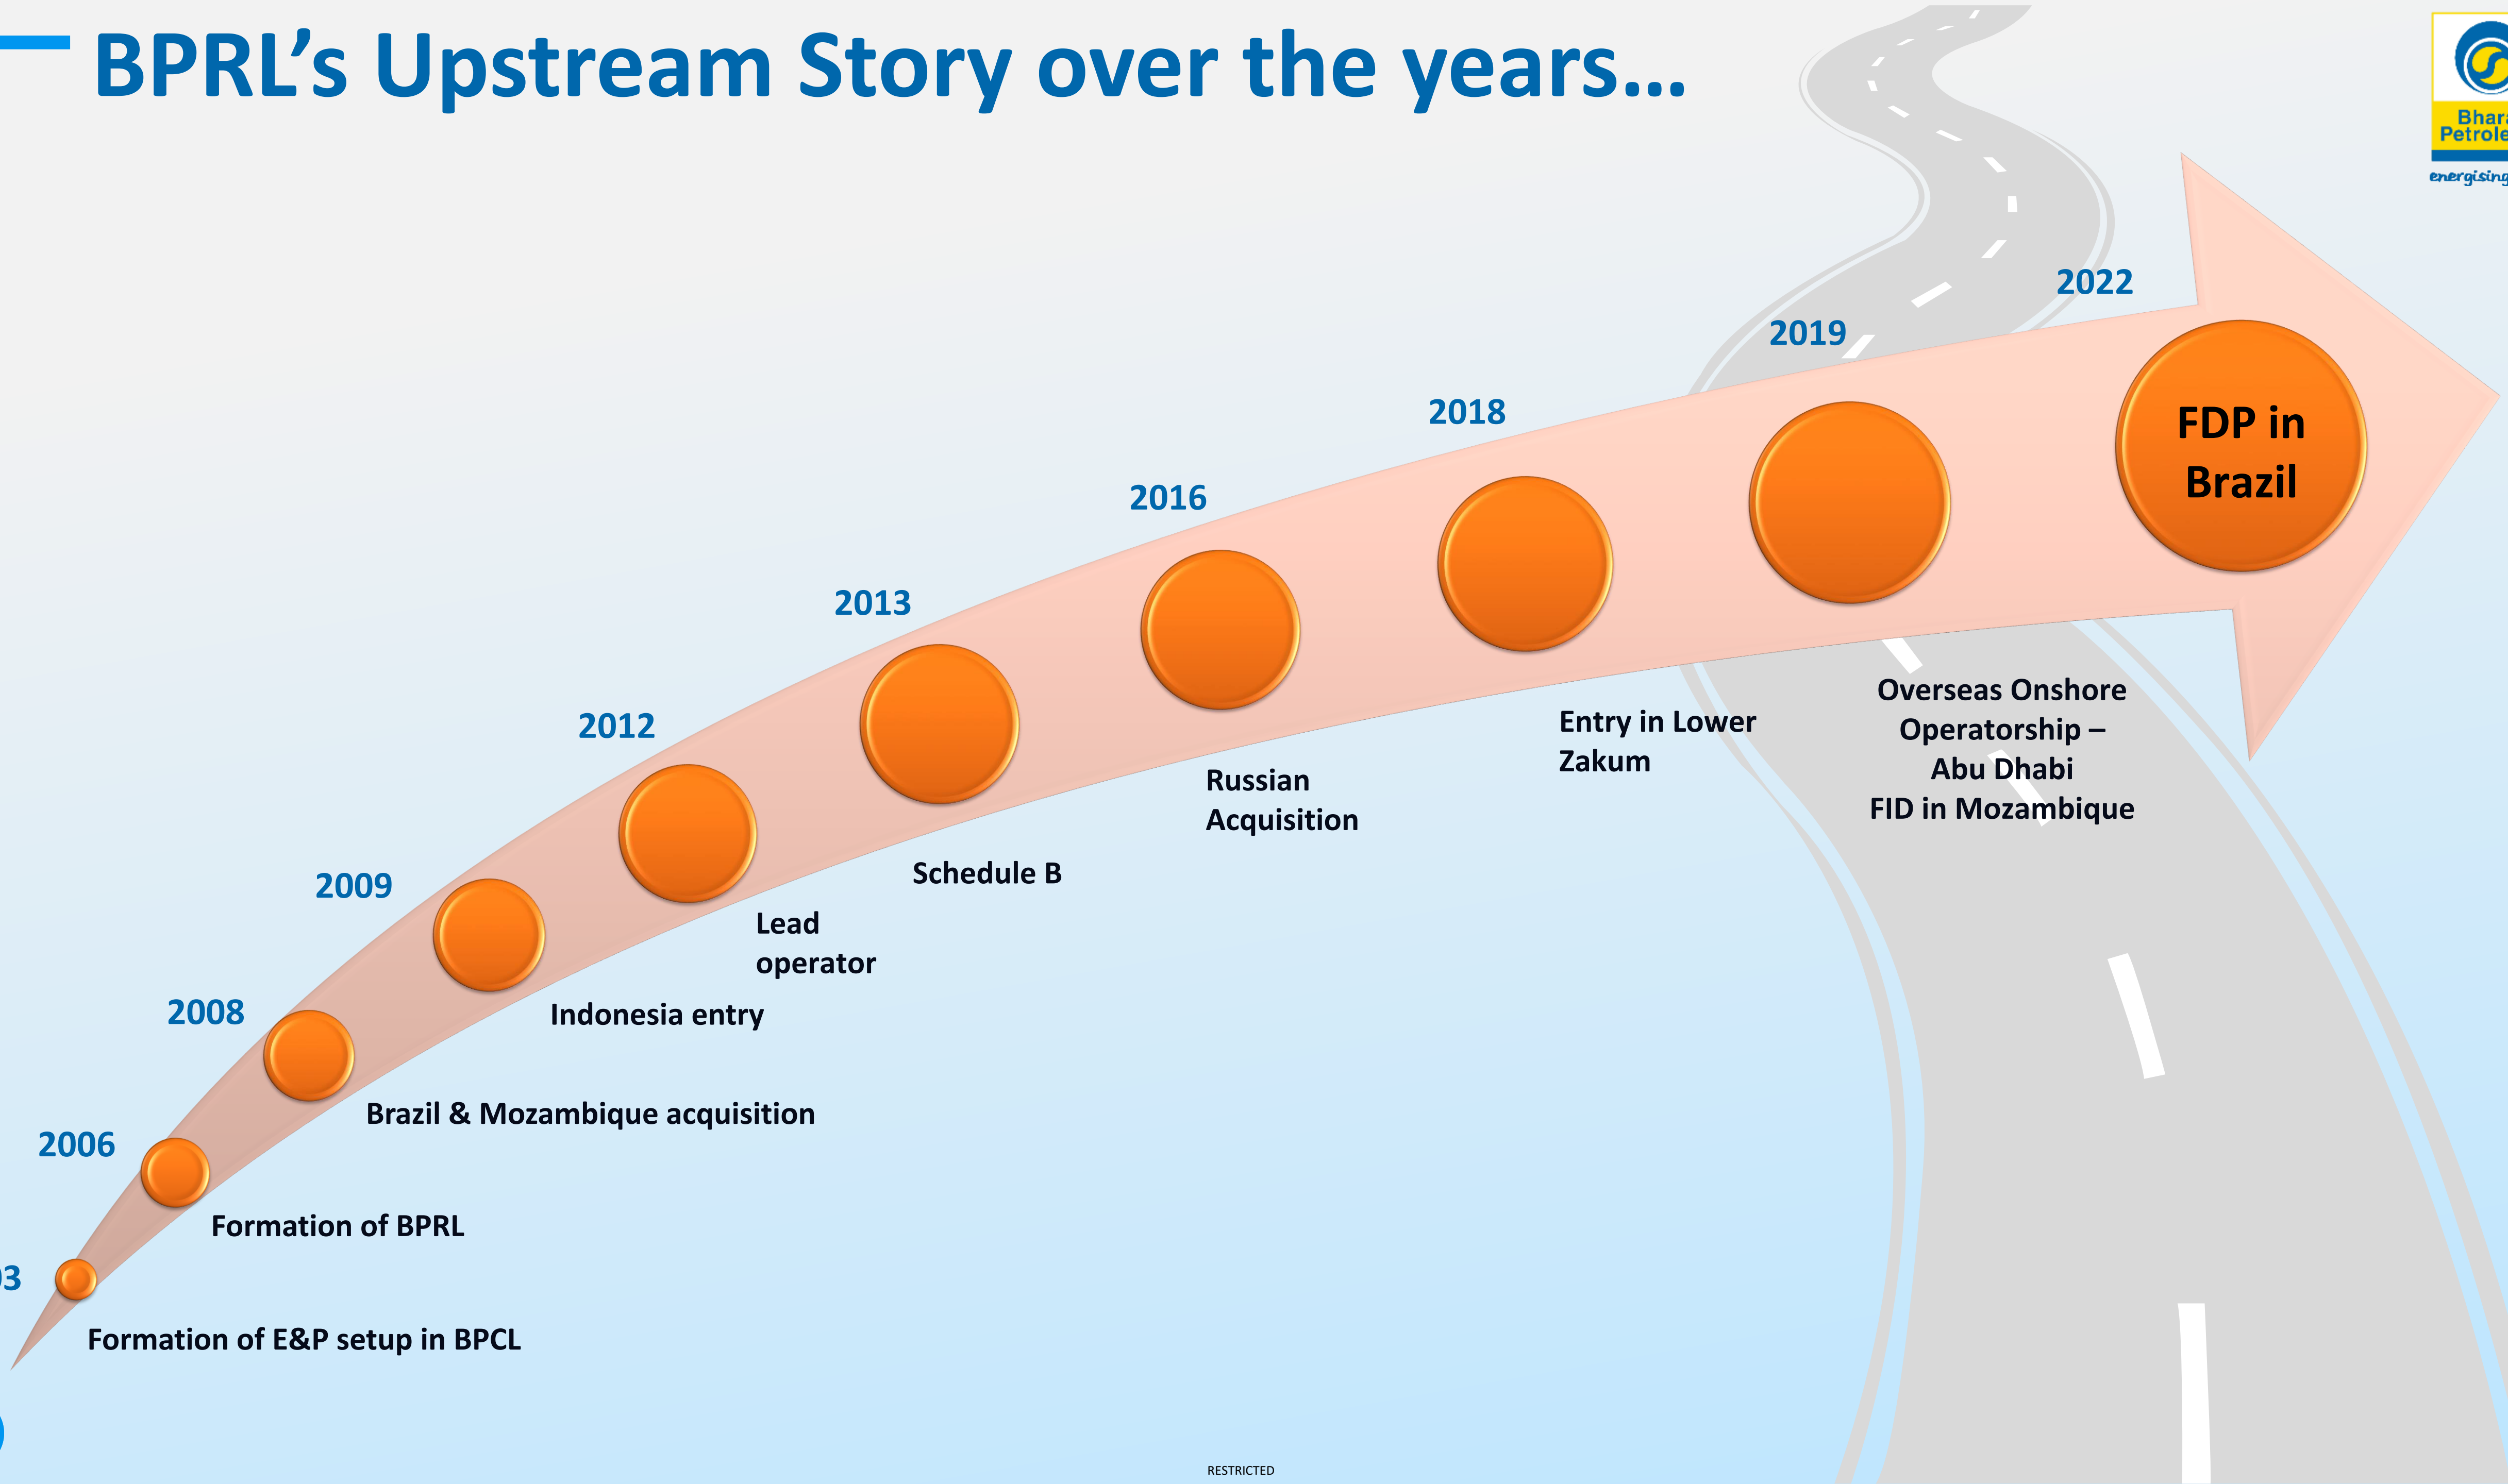 BPRL’s Upstream Story over the years...
energising
2022
2019
FDP in
Brazil
2018
2016
2013
Overseas Onshore
Operatorship –
Abu Dhabi
FID in Mozambique
Entry in Lower
Zakum
2012
Russian
Acquisition
Schedule B
2009
Lead
operator
2008
Indonesia entry
Brazil & Mozambique acquisition
2006
Formation of BPRL
Formation of E&P setup in BPCL
RESTRICTED